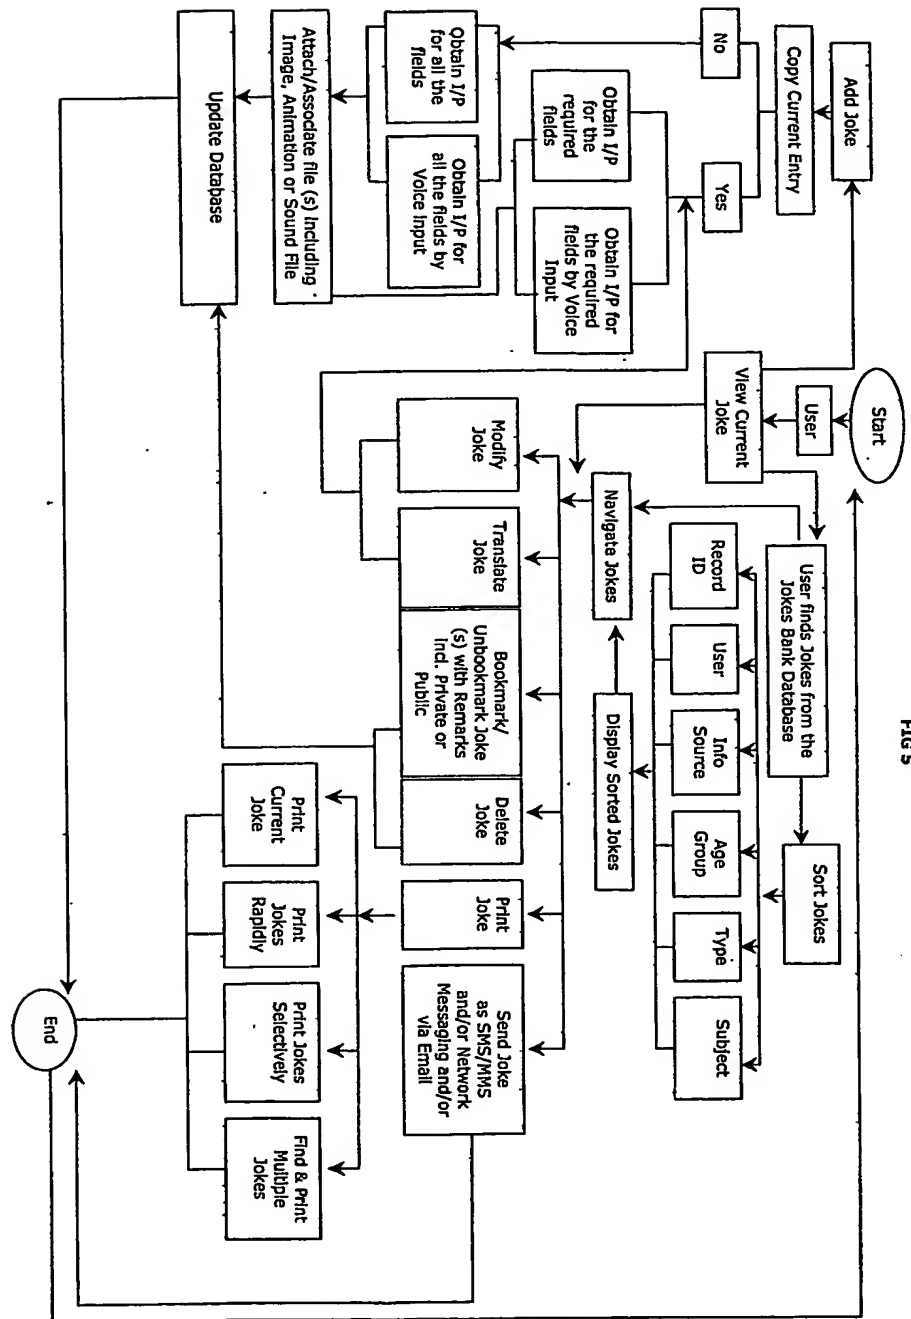 FIG 5
Start
User
View Current
Joke
Add Joke
Copy Current Entry
No
Yes
Obtain I/P
for all the
fields
Obtain I/P for
all the fields by
Voice Input
Obtain I/P
for the
required
fields
Obtain I/P for
the required
fields by Voice
Input
Attach/Associate file (s) Including
Image, Animation or Sound File
Update Database
User finds Jokes from the
Jokes Bank Database
Sort Jokes
Record
ID
User
Info
Source
Age
Group
Type
Subject
Display Sorted Jokes
Navigate Jokes
Modify
Joke
Translate
Joke
Bookmark/
Unbookmark Joke
(s) with Remarks
incl. Private or
Public
Delete
Joke
Print
Joke
Send Joke
as SMS/MMS
and/or Network
Messaging and/or
via Email
Print
Current
Joke
Print
Jokes
Rapidly
Print Jokes
Selectively
Find & Print
Multiple
Jokes
End